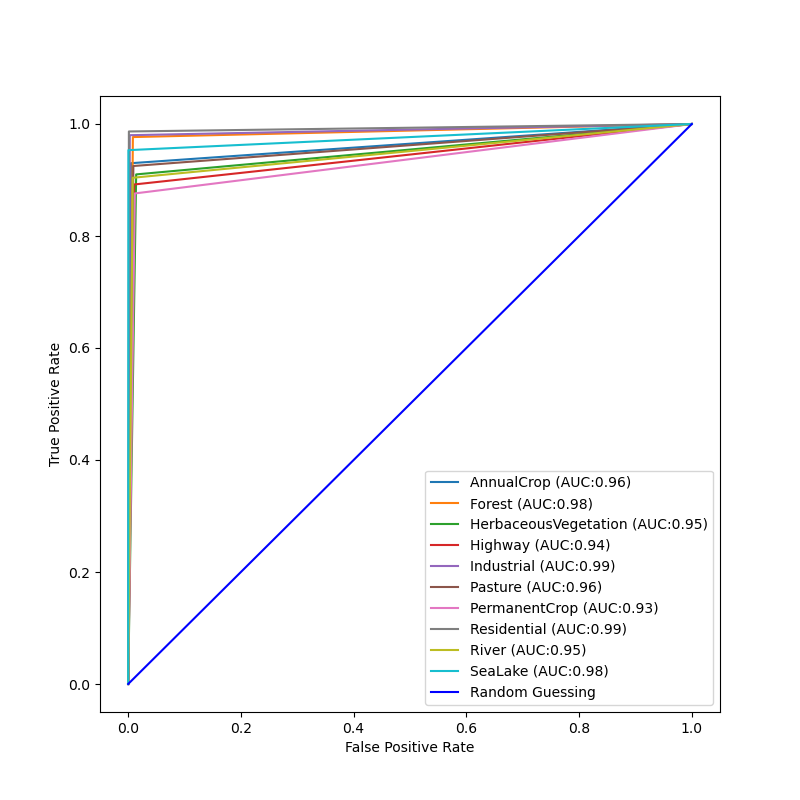 1.0
0.8
0.6
0.4
0.2
0.0
True Positive Rate
AnnualCrop (AUC:0.96)
Forest (AUC:0.98)
HerbaceousVegetation (AUC:0.95)
Highway (AUC:0.94)
Industrial (AUC:0.99)
Pasture (AUC:0.96)
PermanentCrop (AUC:0.93)
Residential (AUC:0.99)
River (AUC:0.95)
SeaLake (AUC:0.98)
Random Guessing
0.0 0.2 0.4 0.6 0.8 1.0
False Positive Rate